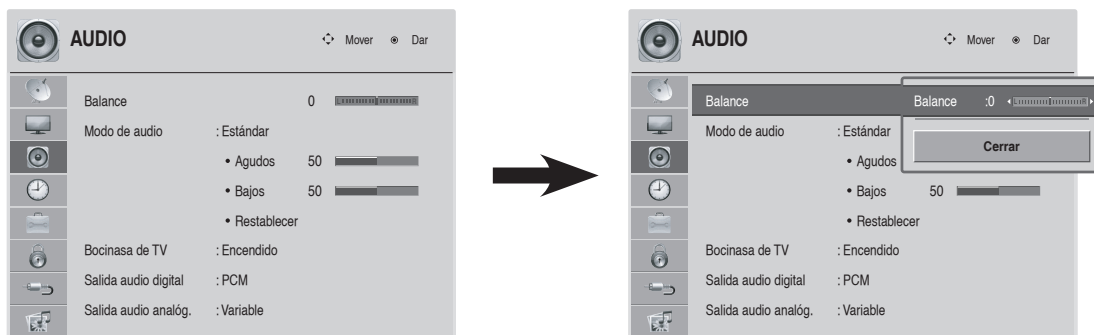 AUDIO
Mover Dar
Balance 0 L R
Modo de audio : Estándar
• Agudos 50
• Bajos 50
• Restablecer
Bocinasa de TV : Encendido
Salida audio digital : PCM
Salida audio analóg. : Variable
AUDIO
Mover Dar
Balance Balance :0 L R
Modo de audio : Estándar
Cerrar
• Agudos
• Bajos 50
• Restablecer
Bocinasa de TV : Encendido
Salida audio digital : PCM
Salida audio analóg. : Variable